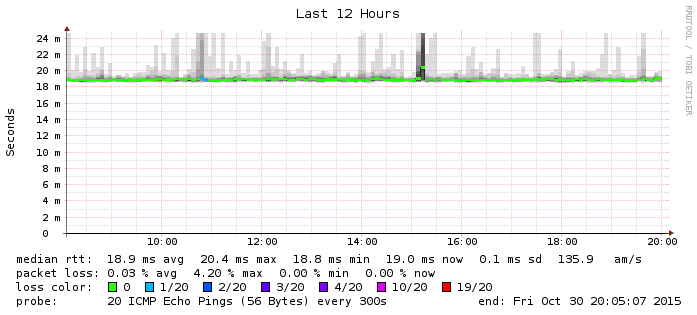 Last 12 Hours
RRDTOOL / TOBI OETIKER
Seconds
24 m
22 m
20 m
18 m
16 m
14 m
12 m
10 m
8 m
6 m
4 m
2 m
0
10:00 12:00 14:00 16:00 18:00 20:00
median rtt: 18.9 ms avg 20.4 ms max 18.8 ms min 19.0 ms now 0.1 ms sd 135.9 am/s
packet loss: 0.03 % avg 4.20 % max 0.00 % min 0.00 % now
loss color: 0 1/20 2/20 3/20 4/20 10/20 19/20
probe: 20 ICMP Echo Pings (56 Bytes) every 300s end: Fri Oct 30 20:05:07 2015